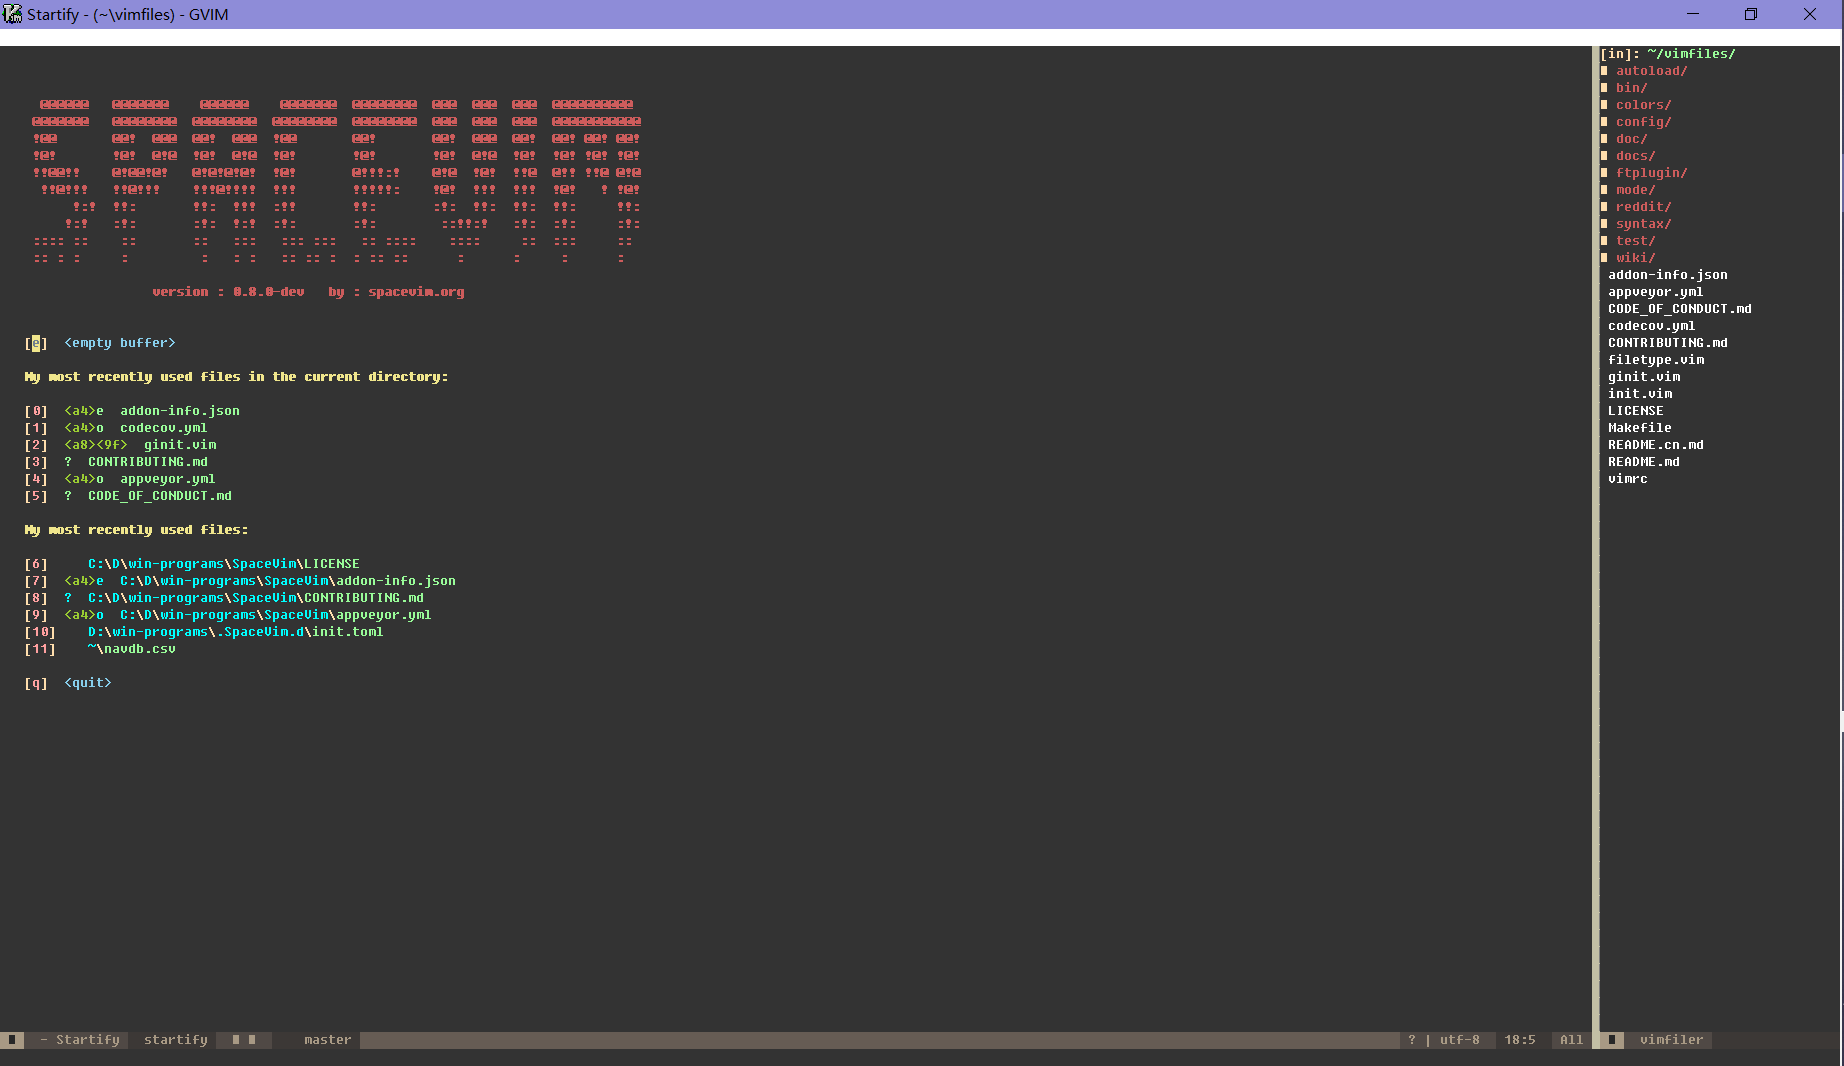 Startify - (~\vimfiles) - GVIM
version : 0.8.0-dev   by : spacevim.org
[e]  <empty buffer>
My most recently used files in the current directory:
[0]  <a4>e  addon-info.json
[1]  <a4>o  codecov.yml
[2]  <a8><9f>  ginit.vim
[3]  ?  CONTRIBUTING.md
[4]  <a4>o  appveyor.yml
[5]  ?  CODE_OF_CONDUCT.md
My most recently used files:
[6]     C:\D\win-programs\SpaceVim\LICENSE
[7]  <a4>e  C:\D\win-programs\SpaceVim\addon-info.json
[8]  ?  C:\D\win-programs\SpaceVim\CONTRIBUTING.md
[9]  <a4>o  C:\D\win-programs\SpaceVim\appveyor.yml
[10]    D:\win-programs\.SpaceVim.d\init.toml
[11]    ~\navdb.csv
[q]  <quit>
[in]: ~/vimfiles/
autoload/
bin/
colors/
config/
doc/
docs/
ftplugin/
mode/
reddit/
syntax/
test/
wiki/
addon-info.json
appveyor.yml
CODE_OF_CONDUCT.md
codecov.yml
CONTRIBUTING.md
filetype.vim
ginit.vim
init.vim
LICENSE
Makefile
README.cn.md
README.md
vimrc
- Startify  startify  master  ? | utf-8  18:5  All  vimfiler